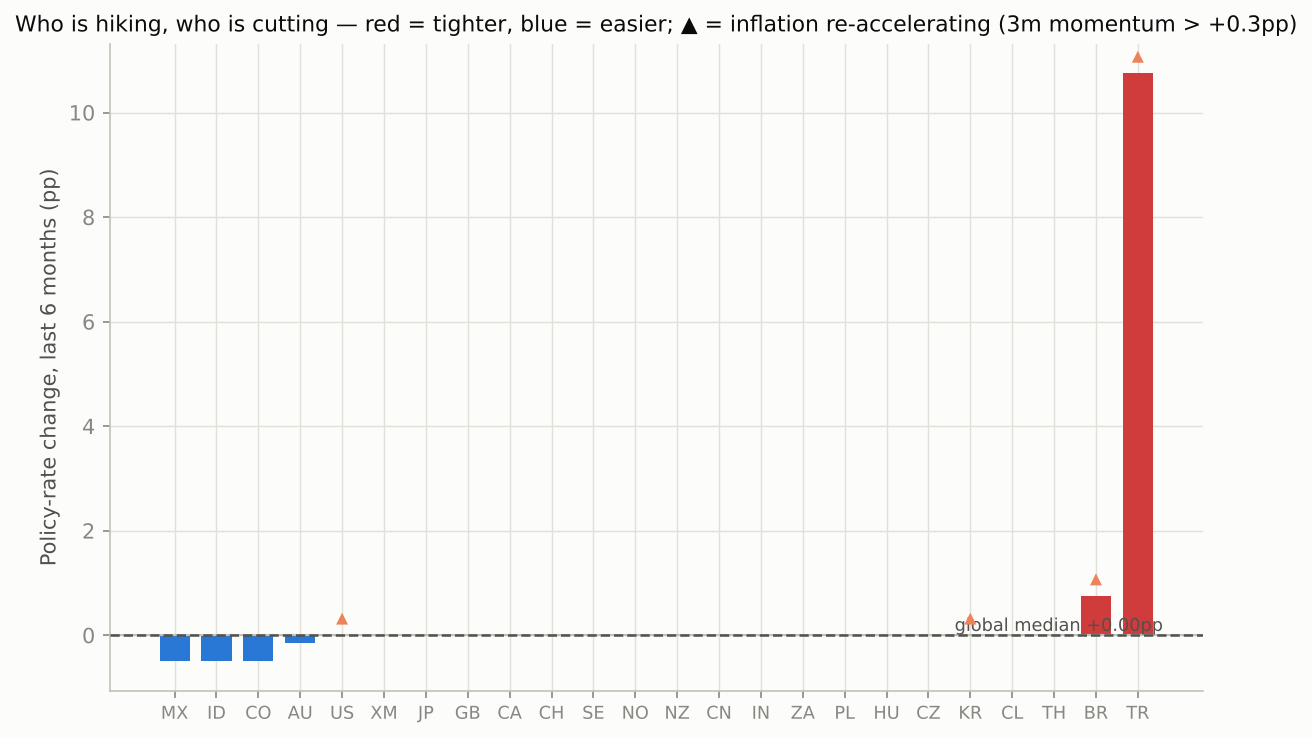 Who is hiking, who is cutting — red = tighter, blue = easier; ▲ = inflation re-accelerating (3m momentum > +0.3pp)
Policy-rate change, last 6 months (pp)
10
8
6
4
2
0
global median +0.00pp
MX ID CO AU US XM JP GB CA CH SE NO NZ CN IN ZA PL HU CZ KR CL TH BR TR